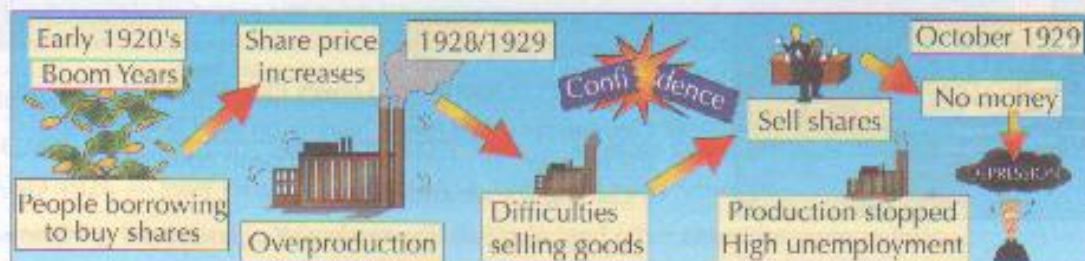 Early 1920's
Boom Years
People borrowing
to buy shares
Share price
increases
Overproduction
1928/1929
Difficulties
selling goods
Confidence
Sell shares
Production stopped
High unemployment
October 1929
No money
DEPRESSION